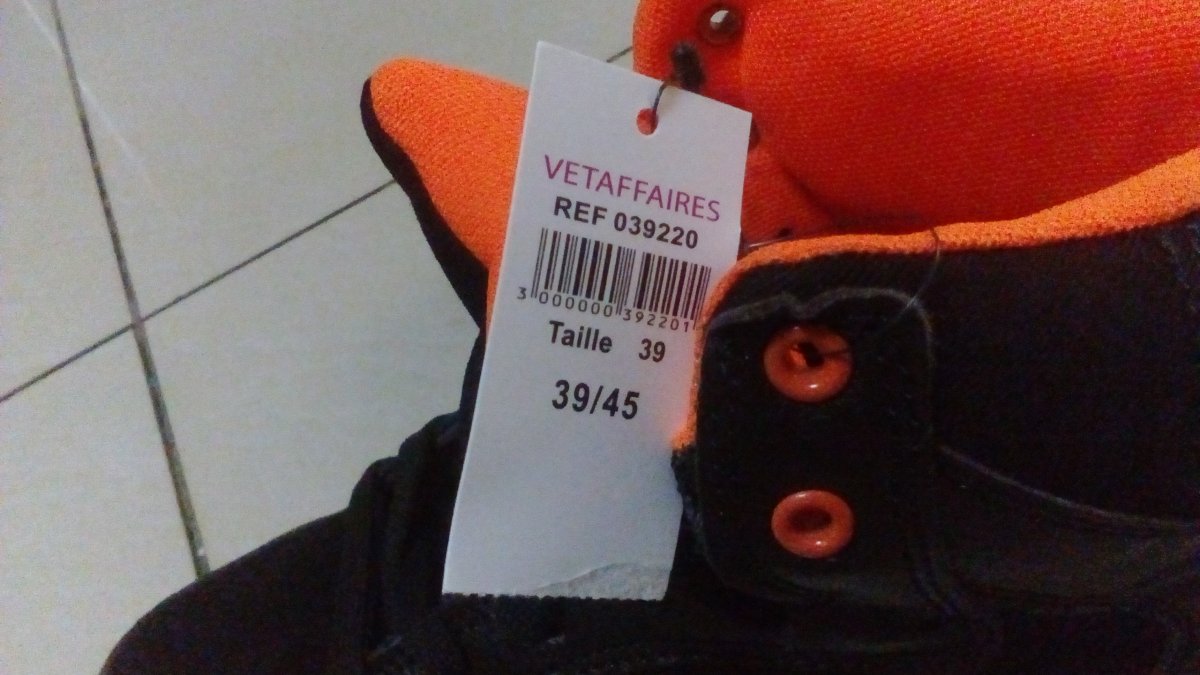 VETAFFAIRES
REF 039220
3 000000 392201
Taille 39
39/45